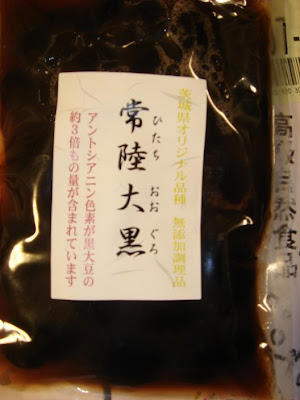 茨城県オリジナル品種　無添加調理品
常陸大黒
ひたち おおぐろ
アントシアニン色素が黒大豆の
約３倍もの量が含まれています